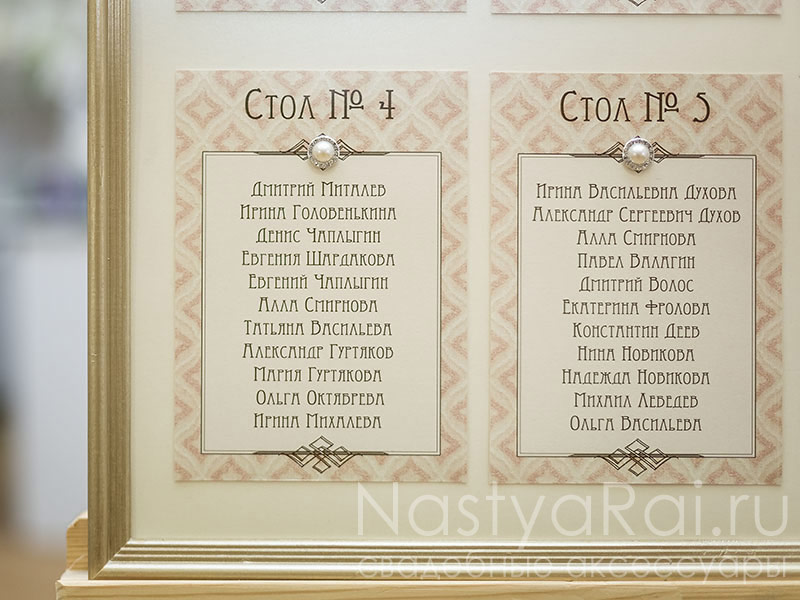 Стол № 4
Дмитрий Миталев
Ирина Головенькина
Денис Чаплыгин
Евгения Шардакова
Евгений Чаплыгин
Алла Смирнова
Татьяна Васильева
Александр Гуртяков
Мария Гуртякова
Ольга Октябрева
Ирина Михалева
Стол № 5
Ирина Васильевна Духова
Александр Сергеевич Духов
Алла Смирнова
Павел Валагин
Дмитрий Волос
Екатерина Фролова
Константин Деев
Нина Новикова
Надежда Новикова
Михаил Лебедев
Ольга Васильева
NastyaRai.ru
свадебные аксессуары